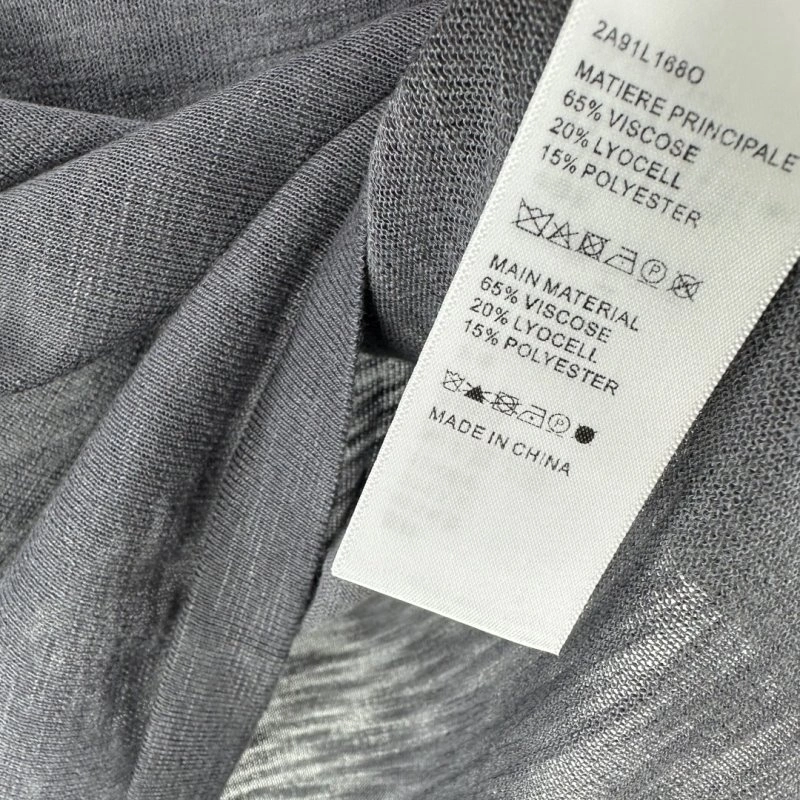 2A91L168O
MATIERE PRINCIPALE
65% VISCOSE
20% LYOCELL
15% POLYESTER
P
MAIN MATERIAL
65% VISCOSE
20% LYOCELL
15% POLYESTER
P
MADE IN CHINA